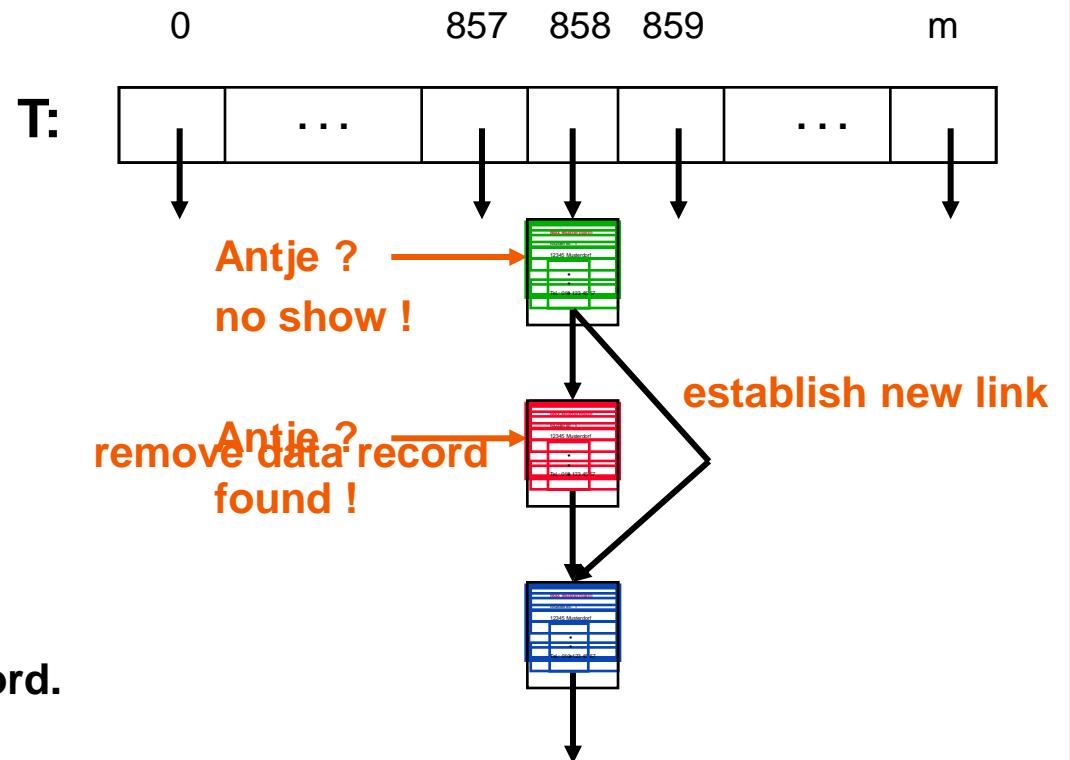 0 857 858 859 m
T: . . . . . .
Antje ?
12345 Musterdorf
no show !
establish new link
Antje ?
12345 Musterdorf
remove data record
found !
12345 Musterdorf
ord.